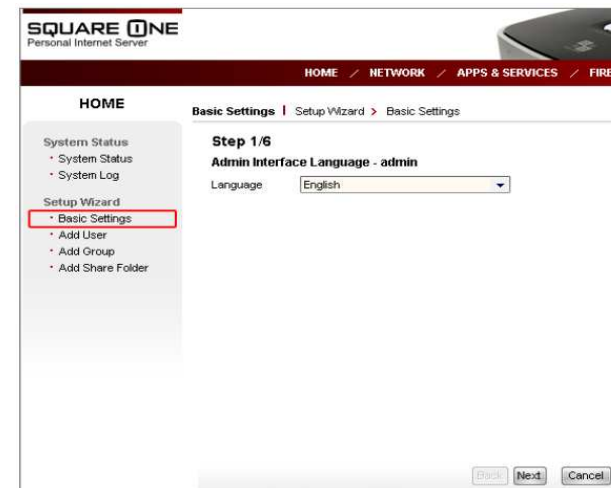 SQUARE ONE
Personal Internet Server
HOME / NETWORK / APPS & SERVICES / FIRE
HOME
Basic Settings | Setup Wizard > Basic Settings
System Status
System Status
System Log
Setup Wizard
Basic Settings
Add User
Add Group
Add Share Folder
Step 1/6
Admin Interface Language - admin
Language English
Back Next Cancel